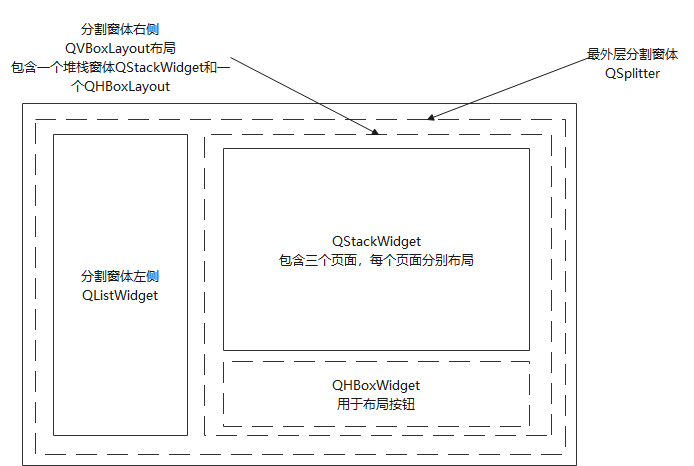 分割窗体右侧
QVBoxLayout布局
包含一个堆栈窗体QStackWidget和一
个QHBoxLayout
最外层分割窗体
QSplitter
分割窗体左侧
QListWidget
QStackWidget
包含三个页面，每个页面分别布局
QHBoxWidget
用于布局按钮